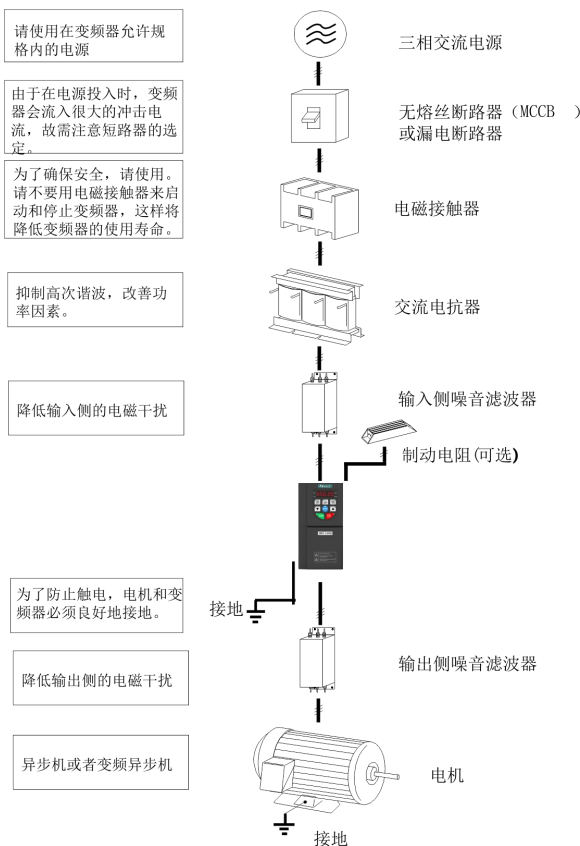 请使用在变频器允许规
格内的电源
三相交流电源
由于在电源投入时，变频
器会流入很大的冲击电
流，故需注意短路器的选
定。
无熔丝断路器（MCCB ）
或漏电断路器
为了确保安全，请使用。
请不要用电磁接触器来启
动和停止变频器，这样将
降低变频器的使用寿命。
电磁接触器
抑制高次谐波，改善功
率因素。
交流电抗器
降低输入侧的电磁干扰
输入侧噪音滤波器
制动电阻(可选)
为了防止触电，电机和变
频器必须良好地接地。
接地
降低输出侧的电磁干扰
输出侧噪音滤波器
异步机或者变频异步机
电机
接地